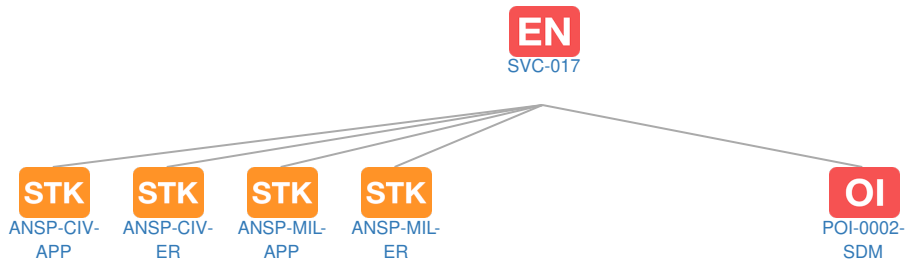 EN
SVC-017
STK
ANSP-CIV-
APP
STK
ANSP-CIV-
ER
STK
ANSP-MIL-
APP
STK
ANSP-MIL-
ER
OI
POI-0002-
SDM